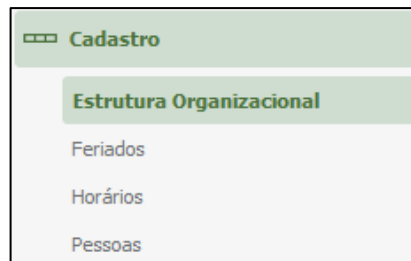 Cadastro
Estrutura Organizacional
Feriados
Horários
Pessoas